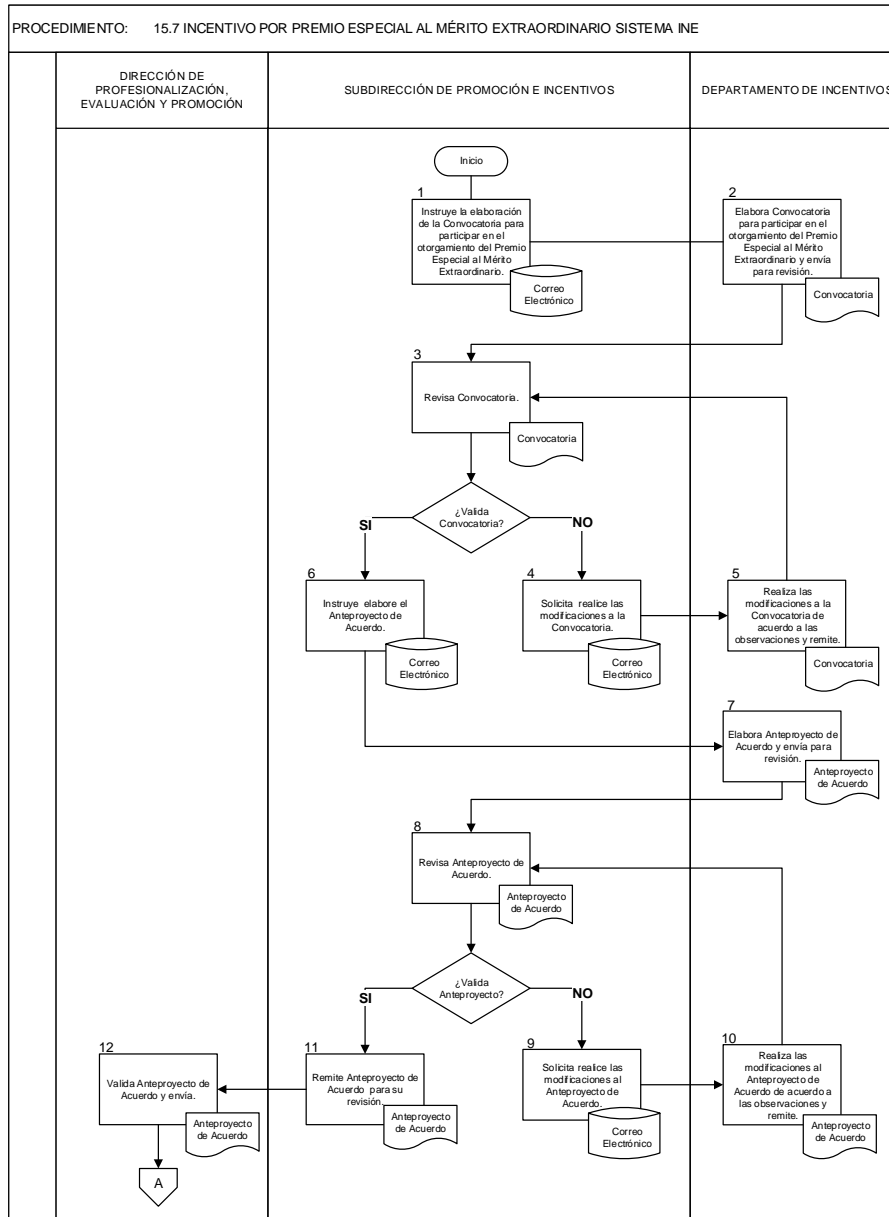 PROCEDIMIENTO: 15.7 INCENTIVO POR PREMIO ESPECIAL AL MÉRITO EXTRAORDINARIO SISTEMA INE
DIRECCIÓN DE
PROFESIONALIZACIÓN,
EVALUACIÓN Y PROMOCIÓN
SUBDIRECCIÓN DE PROMOCIÓN E INCENTIVOS
DEPARTAMENTO DE INCENTIVOS
Inicio
1
Instruye la elaboración
de la Convocatoria para
participar en el
otorgamiento del Premio
Especial al Mérito
Extraordinario.
Correo
Electrónico
2
Elabora Convocatoria
para participar en el
otorgamiento del Premio
Especial al Mérito
Extraordinario y envía
para revisión.
Convocatoria
3
Revisa Convocatoria.
Convocatoria
¿Valida
Convocatoria?
SI
NO
6
Instruye elabore el
Anteproyecto de
Acuerdo.
Correo
Electrónico
4
Solicita realice las
modificaciones a la
Convocatoria.
Correo
Electrónico
5
Realiza las
modificaciones a la
Convocatoria de
acuerdo a las
observaciones y remite.
Convocatoria
7
Elabora Anteproyecto de
Acuerdo y envía para
revisión.
Anteproyecto
de Acuerdo
8
Revisa Anteproyecto de
Acuerdo.
Anteproyecto
de Acuerdo
¿Valida
Anteproyecto?
SI
NO
12
Valida Anteproyecto de
Acuerdo y envía.
Anteproyecto
de Acuerdo
11
Remite Anteproyecto de
Acuerdo para su
revisión.
Anteproyecto
de Acuerdo
9
Solicita realice las
modificaciones al
Anteproyecto de
Acuerdo.
Correo
Electrónico
10
Realiza las
modificaciones al
Anteproyecto de
Acuerdo de acuerdo a
las observaciones y
remite.
Anteproyecto
de Acuerdo
A